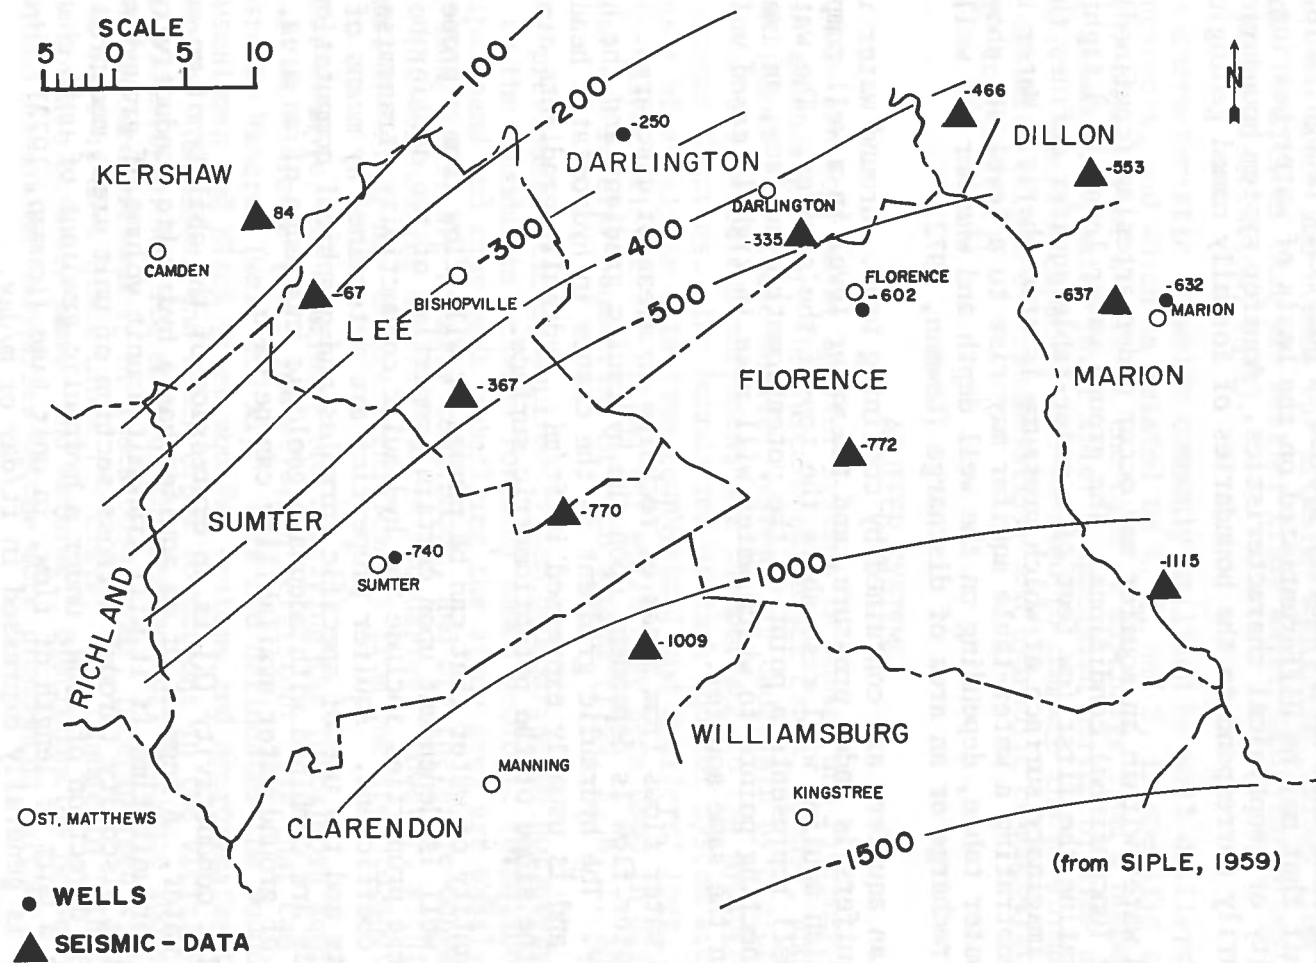 SCALE
5 0 5 10
N
-100
-200
-250
-466
DILLON
KERSHAW
DARLINGTON
-553
84
DARLINGTON
-335
CAMDEN
-300
-400
-67
BISHOPVILLE
LEE
-500
FLORENCE
-602
-637
-632
MARION
-367
FLORENCE
MARION
-772
SUMTER
-770
-740
SUMTER
-1000
-1115
RICHLAND
-1009
WILLIAMSBURG
MANNING
KINGSTREE
ST. MATTHEWS
CLARENDON
-1500
(from SIPLE, 1959)
WELLS
SEISMIC-DATA